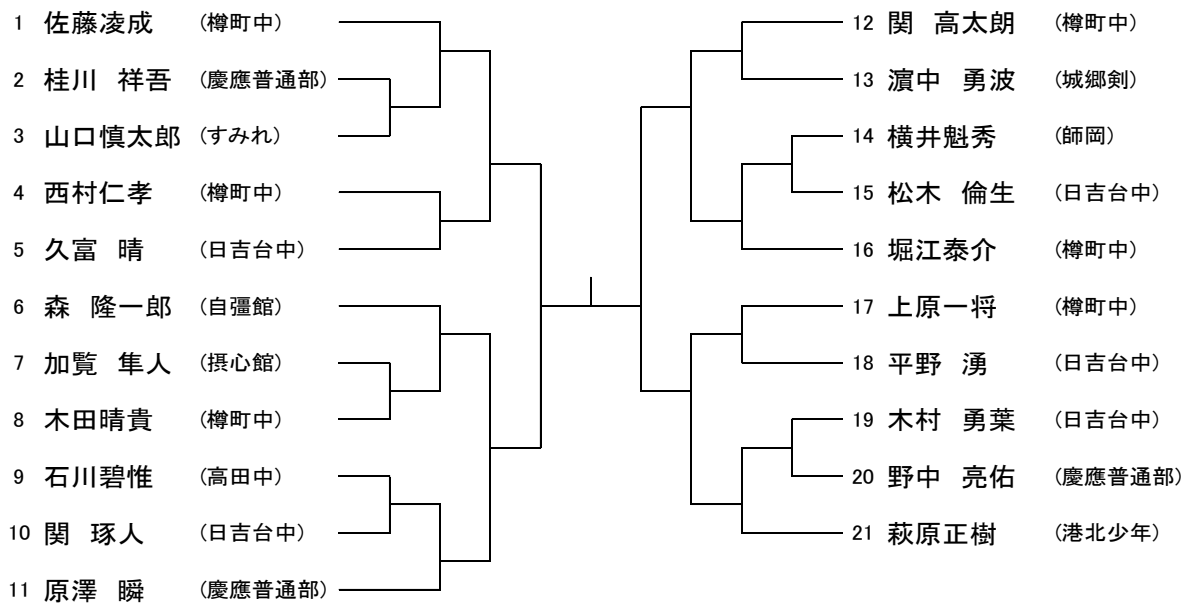 1 佐藤凌成 (樽町中)
2 桂川 祥吾 (慶應普通部)
3 山口慎太郎 (すみれ)
4 西村仁孝 (樽町中)
5 久富 晴 (日吉台中)
6 森 隆一郎 (自彊館)
7 加覧 隼人 (摂心館)
8 木田晴貴 (樽町中)
9 石川碧惟 (高田中)
10 関 琢人 (日吉台中)
11 原澤 瞬 (慶應普通部)
12 関 高太朗 (樽町中)
13 濵中 勇波 (城郷剣)
14 横井魁秀 (師岡)
15 松木 倫生 (日吉台中)
16 堀江泰介 (樽町中)
17 上原一将 (樽町中)
18 平野 湧 (日吉台中)
19 木村 勇葉 (日吉台中)
20 野中 亮佑 (慶應普通部)
21 萩原正樹 (港北少年)